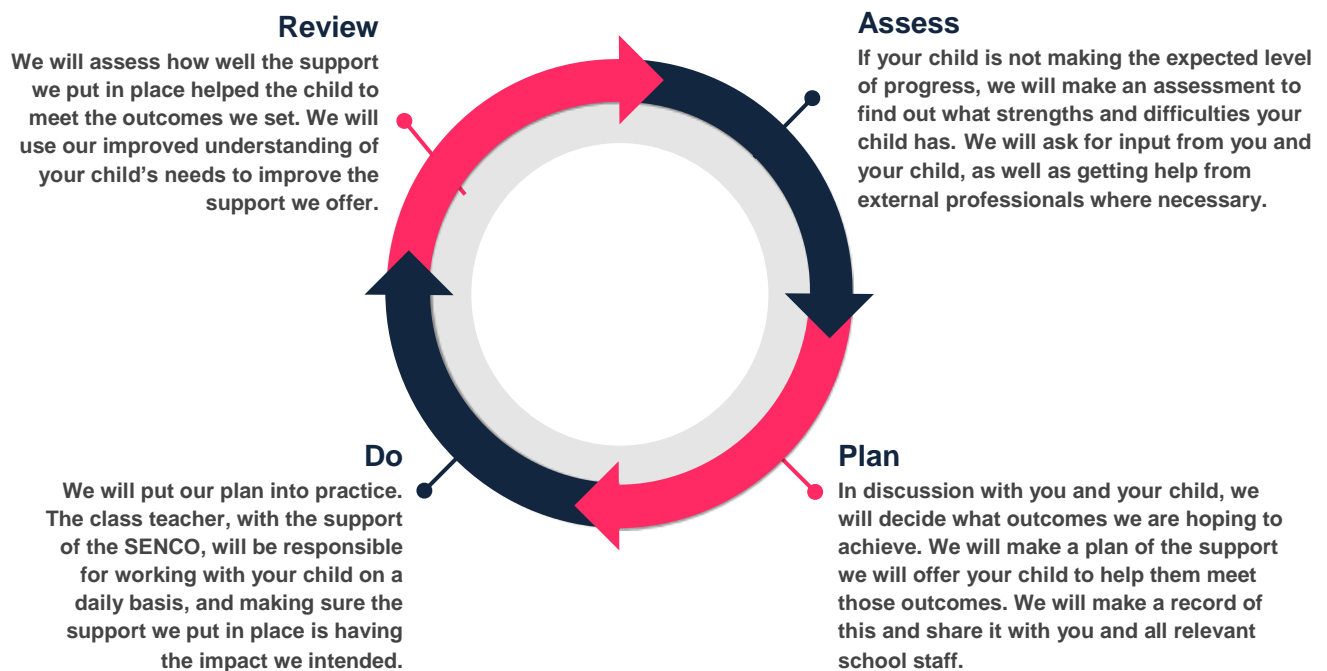 Review
We will assess how well the support
we put in place helped the child to
meet the outcomes we set. We will
use our improved understanding of
your child’s needs to improve the
support we offer.
Assess
If your child is not making the expected level
of progress, we will make an assessment to
find out what strengths and difficulties your
child has. We will ask for input from you and
your child, as well as getting help from
external professionals where necessary.
Do
We will put our plan into practice.
The class teacher, with the support
of the SENCO, will be responsible
for working with your child on a
daily basis, and making sure the
support we put in place is having
the impact we intended.
Plan
In discussion with you and your child, we
will decide what outcomes we are hoping to
achieve. We will make a plan of the support
we will offer your child to help them meet
those outcomes. We will make a record of
this and share it with you and all relevant
school staff.